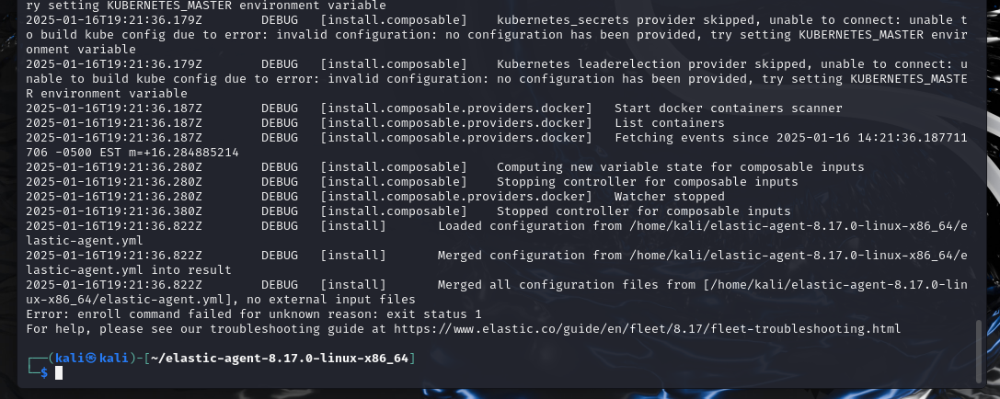 ry setting KUBERNETES_MASTER environment variable
2025-01-16T19:21:36.179Z        DEBUG   [install.composable]    kubernetes_secrets provider skipped, unable to connect: unable t
o build kube config due to error: invalid configuration: no configuration has been provided, try setting KUBERNETES_MASTER envir
onment variable
2025-01-16T19:21:36.179Z        DEBUG   [install.composable]    Kubernetes leaderelection provider skipped, unable to connect: u
nable to build kube config due to error: invalid configuration: no configuration has been provided, try setting KUBERNETES_MASTE
R environment variable
2025-01-16T19:21:36.187Z        DEBUG   [install.composable.providers.docker]   Start docker containers scanner
2025-01-16T19:21:36.187Z        DEBUG   [install.composable.providers.docker]   List containers
2025-01-16T19:21:36.187Z        DEBUG   [install.composable.providers.docker]   Fetching events since 2025-01-16 14:21:36.187711
706 -0500 EST m=+16.284885214
2025-01-16T19:21:36.280Z        DEBUG   [install.composable]    Computing new variable state for composable inputs
2025-01-16T19:21:36.280Z        DEBUG   [install.composable]    Stopping controller for composable inputs
2025-01-16T19:21:36.280Z        DEBUG   [install.composable.providers.docker]   Watcher stopped
2025-01-16T19:21:36.380Z        DEBUG   [install.composable]    Stopped controller for composable inputs
2025-01-16T19:21:36.822Z        DEBUG   [install]       Loaded configuration from /home/kali/elastic-agent-8.17.0-linux-x86_64/e
lastic-agent.yml
2025-01-16T19:21:36.822Z        DEBUG   [install]       Merged configuration from /home/kali/elastic-agent-8.17.0-linux-x86_64/e
lastic-agent.yml into result
2025-01-16T19:21:36.822Z        DEBUG   [install]       Merged all configuration files from [/home/kali/elastic-agent-8.17.0-lin
ux-x86_64/elastic-agent.yml], no external input files
Error: enroll command failed for unknown reason: exit status 1
For help, please see our troubleshooting guide at https://www.elastic.co/guide/en/fleet/8.17/fleet-troubleshooting.html
┌──(kali㉿kali)-[~/elastic-agent-8.17.0-linux-x86_64]
└─$